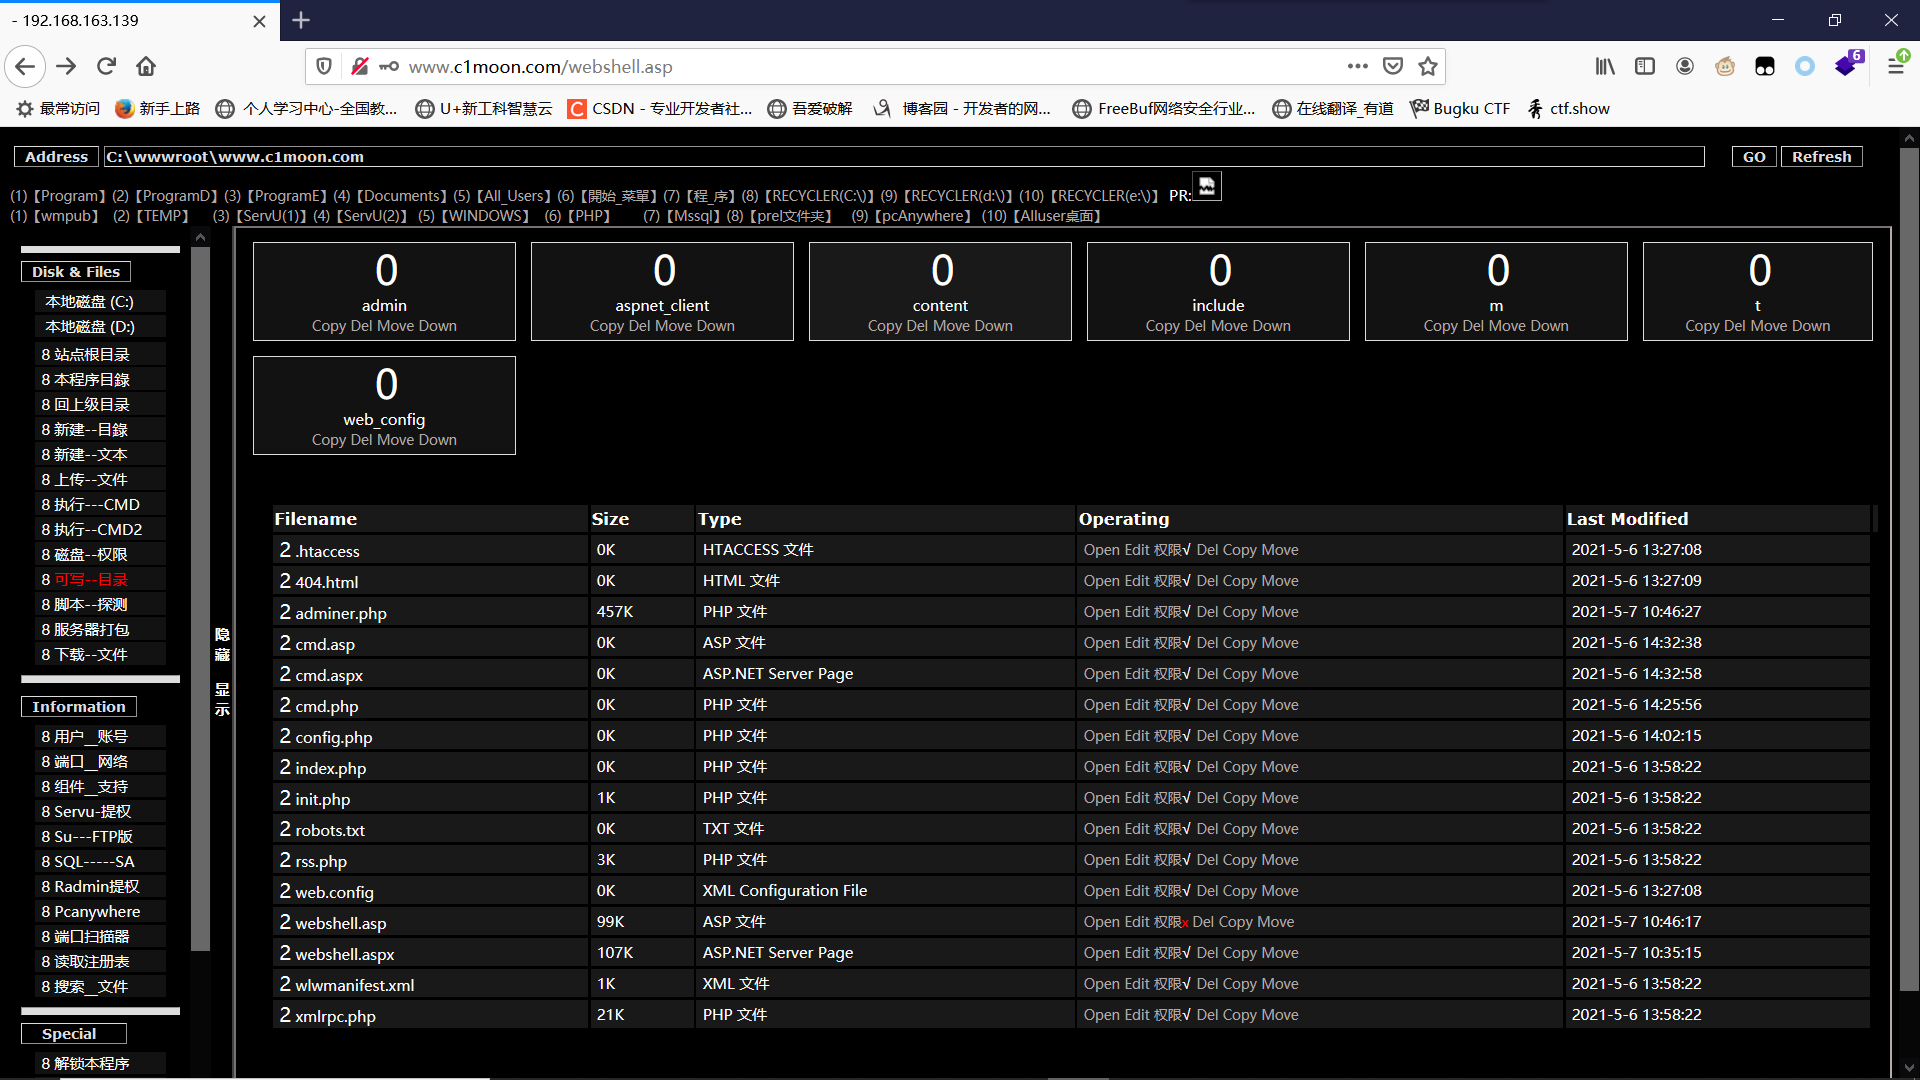 - 192.168.163.139
www.c1moon.com/webshell.asp
6
最常访问 新手上路 个人学习中心-全国教... U+新工科智慧云 CSDN - 专业开发者社... 吾爱破解 博客园 - 开发者的网... FreeBuf网络安全行业... 在线翻译_有道 Bugku CTF ctf.show
Address C:\wwwroot\www.c1moon.com GO Refresh
(1)【Program】(2)【ProgramD】(3)【ProgramE】(4)【Documents】(5)【All_Users】(6)【開始_菜單】(7)【程_序】(8)【RECYCLER(C:\)】(9)【RECYCLER(d:\)】(10)【RECYCLER(e:\)】 PR:
(1)【wmpub】 (2)【TEMP】 (3)【ServU(1)】(4)【ServU(2)】 (5)【WINDOWS】 (6)【PHP】 (7)【Mssql】(8)【prel文件夹】 (9)【pcAnywhere】 (10)【Alluser桌面】
Disk & Files
本地磁盘 (C:)
本地磁盘 (D:)
8 站点根目录
8 本程序目錄
8 回上级目录
8 新建--目錄
8 新建--文本
8 上传--文件
8 执行---CMD
8 执行--CMD2
8 磁盘--权限
8 可写--目录
8 脚本--探测
8 服务器打包
8 下载--文件
Information
8 用户__账号
8 端口__网络
8 组件__支持
8 Servu-提权
8 Su---FTP版
8 SQL-----SA
8 Radmin提权
8 Pcanywhere
8 端口扫描器
8 读取注册表
8 搜索__文件
Special
8 解锁本程序
隐藏
显示
0 0 0 0 0 0
admin aspnet_client content include m t
Copy Del Move Down Copy Del Move Down Copy Del Move Down Copy Del Move Down Copy Del Move Down Copy Del Move Down
0
web_config
Copy Del Move Down
Filename Size Type Operating Last Modified
2 .htaccess 0K HTACCESS 文件 Open Edit 权限√ Del Copy Move 2021-5-6 13:27:08
2 404.html 0K HTML 文件 Open Edit 权限√ Del Copy Move 2021-5-6 13:27:09
2 adminer.php 457K PHP 文件 Open Edit 权限√ Del Copy Move 2021-5-7 10:46:27
2 cmd.asp 0K ASP 文件 Open Edit 权限√ Del Copy Move 2021-5-6 14:32:38
2 cmd.aspx 0K ASP.NET Server Page Open Edit 权限√ Del Copy Move 2021-5-6 14:32:58
2 cmd.php 0K PHP 文件 Open Edit 权限√ Del Copy Move 2021-5-6 14:25:56
2 config.php 0K PHP 文件 Open Edit 权限√ Del Copy Move 2021-5-6 14:02:15
2 index.php 0K PHP 文件 Open Edit 权限√ Del Copy Move 2021-5-6 13:58:22
2 init.php 1K PHP 文件 Open Edit 权限√ Del Copy Move 2021-5-6 13:58:22
2 robots.txt 0K TXT 文件 Open Edit 权限√ Del Copy Move 2021-5-6 13:58:22
2 rss.php 3K PHP 文件 Open Edit 权限√ Del Copy Move 2021-5-6 13:58:22
2 web.config 0K XML Configuration File Open Edit 权限√ Del Copy Move 2021-5-6 13:27:08
2 webshell.asp 99K ASP 文件 Open Edit 权限x Del Copy Move 2021-5-7 10:46:17
2 webshell.aspx 107K ASP.NET Server Page Open Edit 权限√ Del Copy Move 2021-5-7 10:35:15
2 wlwmanifest.xml 1K XML 文件 Open Edit 权限√ Del Copy Move 2021-5-6 13:58:22
2 xmlrpc.php 21K PHP 文件 Open Edit 权限√ Del Copy Move 2021-5-6 13:58:22